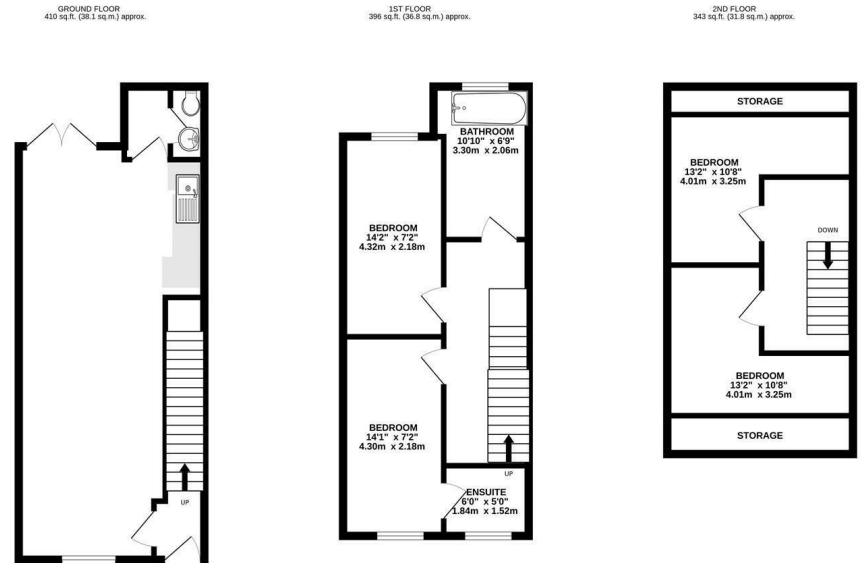 GROUND FLOOR
410 sq.ft. (38.1 sq.m.) approx.
UP
1ST FLOOR
396 sq.ft. (36.8 sq.m.) approx.
BATHROOM
10'10" x 6'9"
3.30m x 2.06m
BEDROOM
14'2" x 7'2"
4.32m x 2.18m
BEDROOM
14'1" x 7'2"
4.30m x 2.18m
UP
ENSUITE
6'0" x 5'0"
1.84m x 1.52m
2ND FLOOR
343 sq.ft. (31.8 sq.m.) approx.
STORAGE
BEDROOM
13'2" x 10'8"
4.01m x 3.25m
DOWN
BEDROOM
13'2" x 10'8"
4.01m x 3.25m
STORAGE